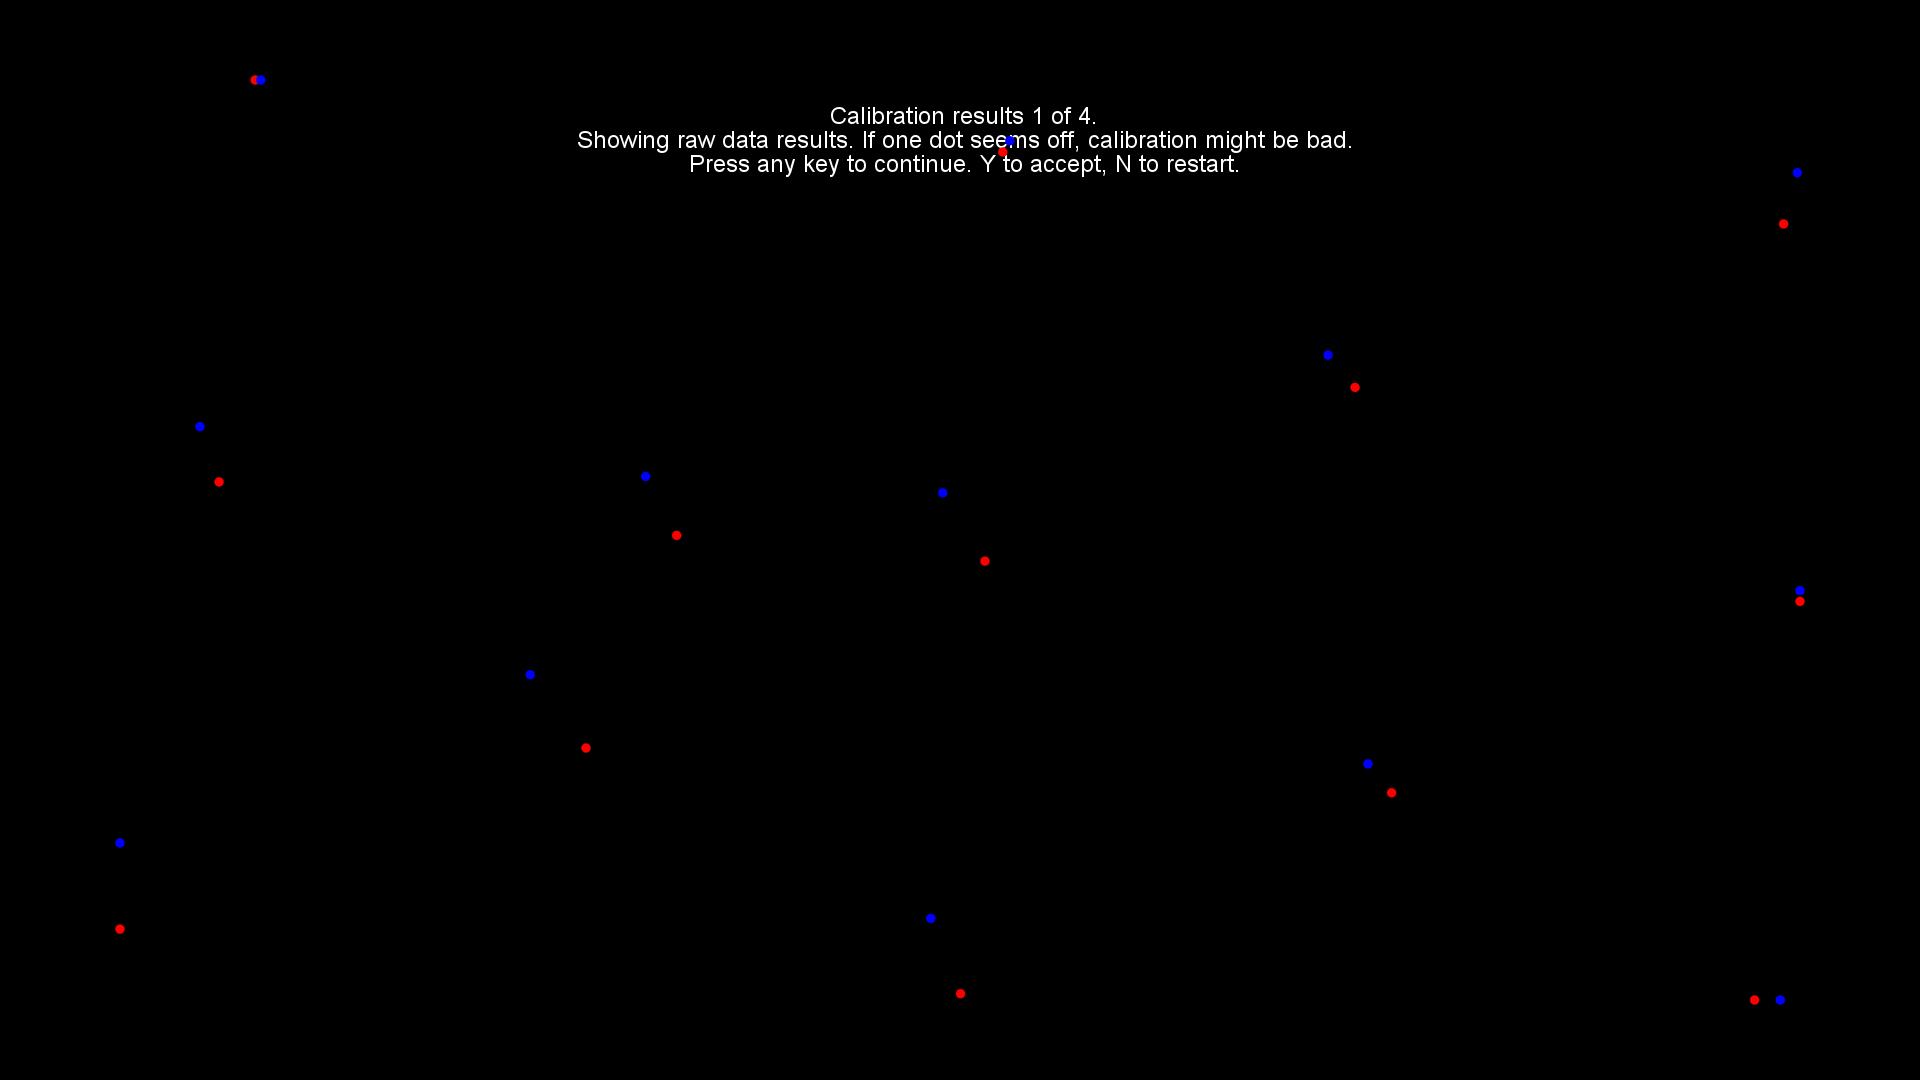 Calibration results 1 of 4.
Showing raw data results. If one dot seems off, calibration might be bad.
Press any key to continue. Y to accept, N to restart.